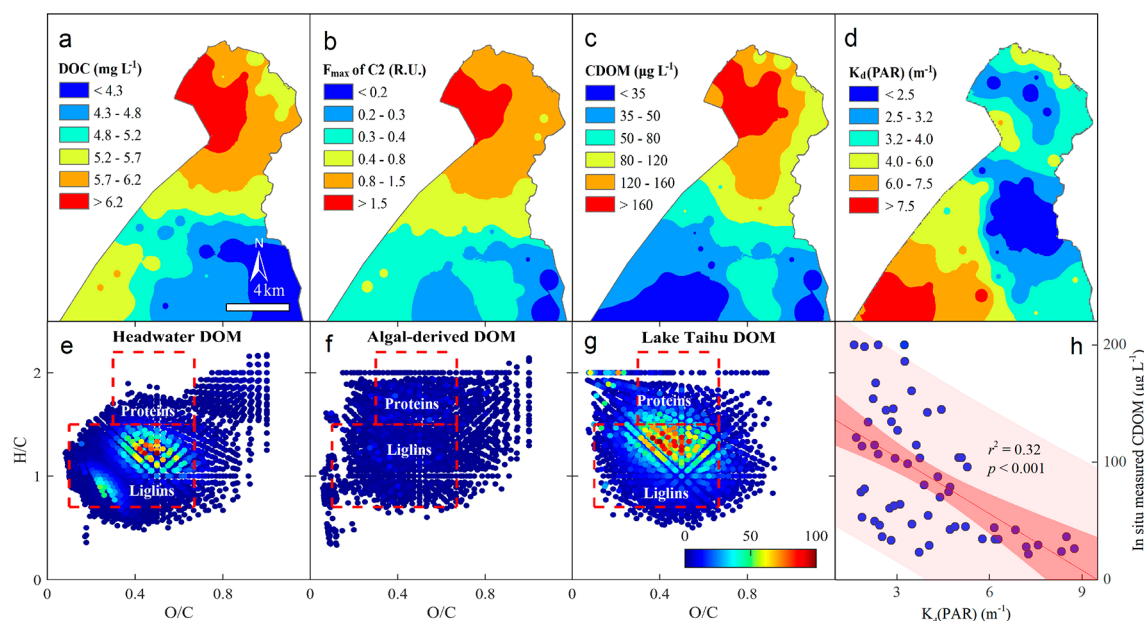 a
DOC (mg L⁻¹)
< 4.3
4.3 - 4.8
4.8 - 5.2
5.2 - 5.7
5.7 - 6.2
> 6.2
N
4 km
b
Fmax of C2 (R.U.)
< 0.2
0.2 - 0.3
0.3 - 0.4
0.4 - 0.8
0.8 - 1.5
> 1.5
c
CDOM (µg L⁻¹)
< 35
35 - 50
50 - 80
80 - 120
120 - 160
> 160
d
Kd(PAR) (m⁻¹)
< 2.5
2.5 - 3.2
3.2 - 4.0
4.0 - 6.0
6.0 - 7.5
> 7.5
e
Headwater DOM
Proteins
Liglins
H/C
2
1
0
0 0.4 0.8
O/C
f
Algal-derived DOM
Proteins
Liglins
0 0.4 0.8
O/C
g
Lake Taihu DOM
Proteins
Liglins
0 50 100
0 0.4 0.8
O/C
h
r² = 0.32
p < 0.001
200
100
0
In situ measured CDOM (µg L⁻¹)
3 6 9
Kd(PAR) (m⁻¹)